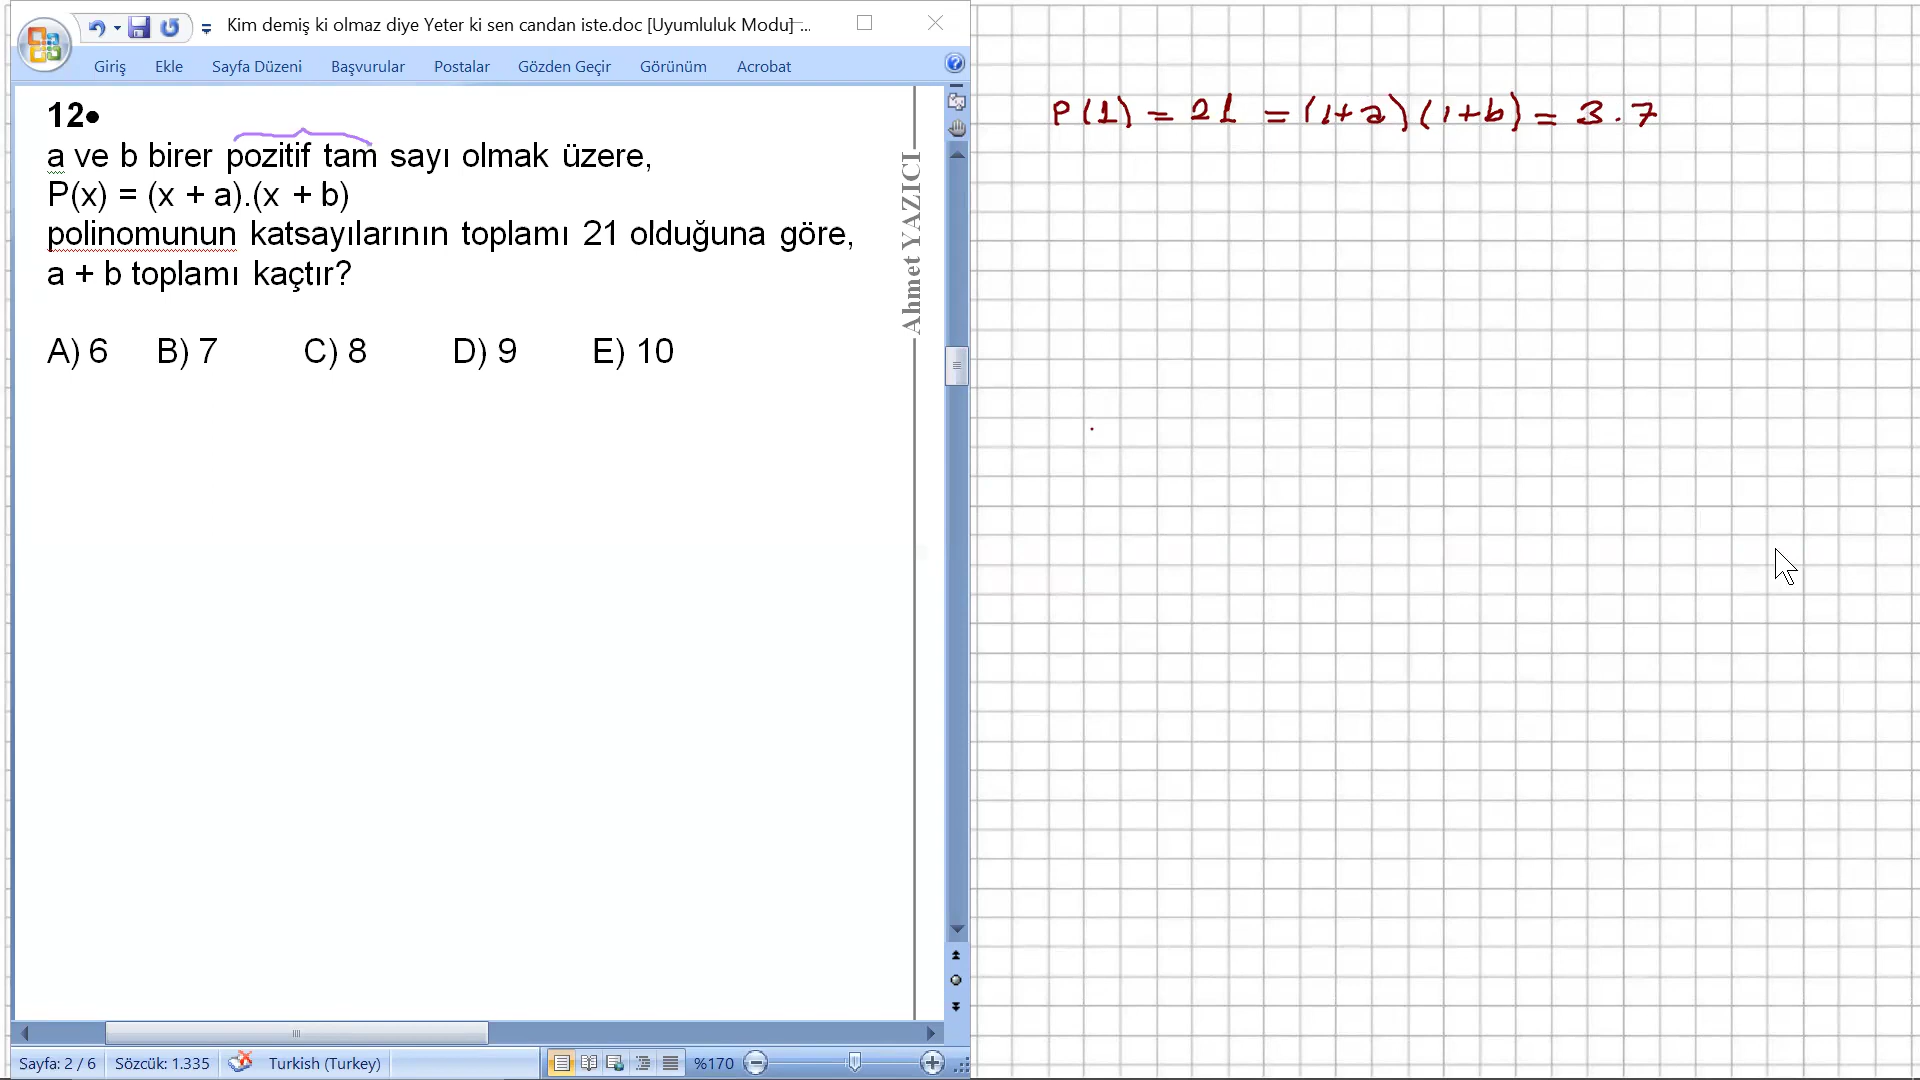 Kim demiş ki olmaz diye Yeter ki sen candan iste.doc [Uyumluluk Modu] - ...
Giriş Ekle Sayfa Düzeni Başvurular Postalar Gözden Geçir Görünüm Acrobat
12•
a ve b birer pozitif tam sayı olmak üzere,
P(x) = (x + a).(x + b)
polinomunun katsayılarının toplamı 21 olduğuna göre,
a + b toplamı kaçtır?
A) 6 B) 7 C) 8 D) 9 E) 10
Ahmet YAZICI
P(1) = 21 = (1+a)(1+b) = 3.7
Sayfa: 2 / 6 Sözcük: 1.335 Turkish (Turkey) %170